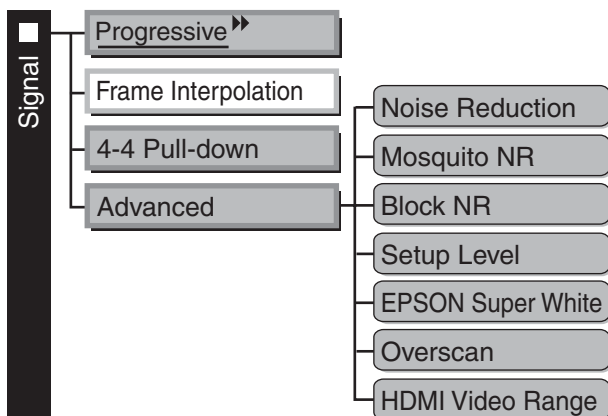 Signal
Progressive
Frame Interpolation
4-4 Pull-down
Advanced
Noise Reduction
Mosquito NR
Block NR
Setup Level
EPSON Super White
Overscan
HDMI Video Range